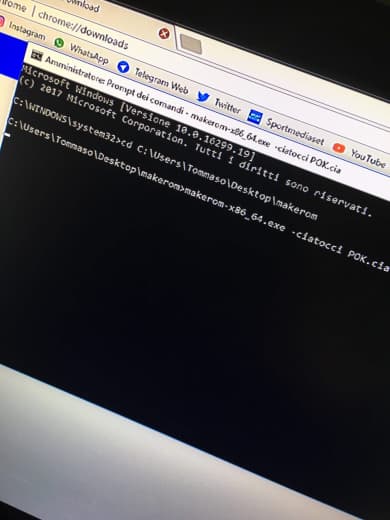 wnload
hrome | chrome://downloads
Instagram WhatsApp Telegram Web Twitter Sportmediaset YouTube
Amministratore: Prompt dei comandi - makerom-x86_64.exe -ciatocci POK.cia
Microsoft Windows [Versione 10.0.16299.19]
(c) 2017 Microsoft Corporation. Tutti i diritti sono riservati.
C:\WINDOWS\system32>cd C:\Users\Tommaso\Desktop\makerom
C:\Users\Tommaso\Desktop\makerom>makerom-x86_64.exe -ciatocci POK.cia